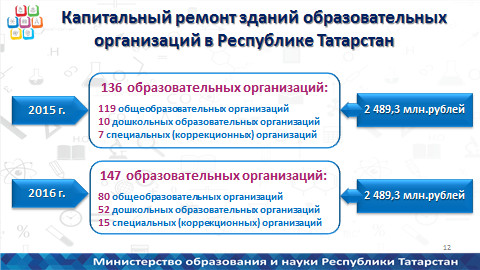 Капитальный ремонт зданий образовательных
организаций в Республике Татарстан
2015 г.
136 образовательных организаций:
119 общеобразовательных организаций
10 дошкольных образовательных организаций
7 специальных (коррекционных) организаций
2 489,3 млн.рублей
2016 г.
147 образовательных организаций:
80 общеобразовательных организаций
52 дошкольных образовательных организаций
15 специальных (коррекционных) организаций
2 489,3 млн.рублей
12
Министерство образования и науки Республики Татарстан